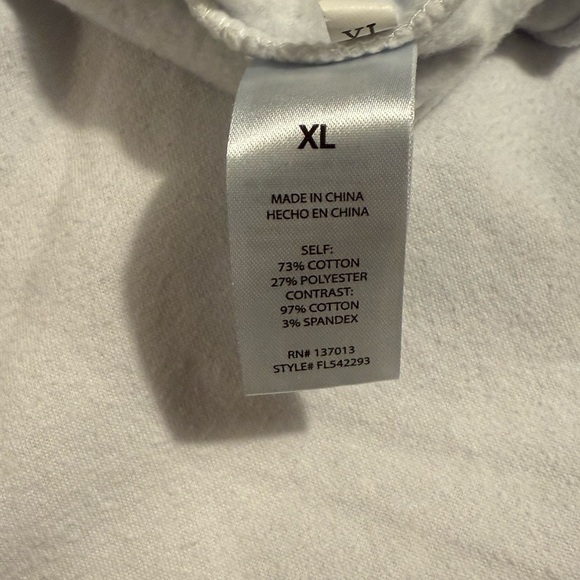 XL
XL
MADE IN CHINA
HECHO EN CHINA
SELF:
73% COTTON
27% POLYESTER
CONTRAST:
97% COTTON
3% SPANDEX
RN# 137013
STYLE# FL542293